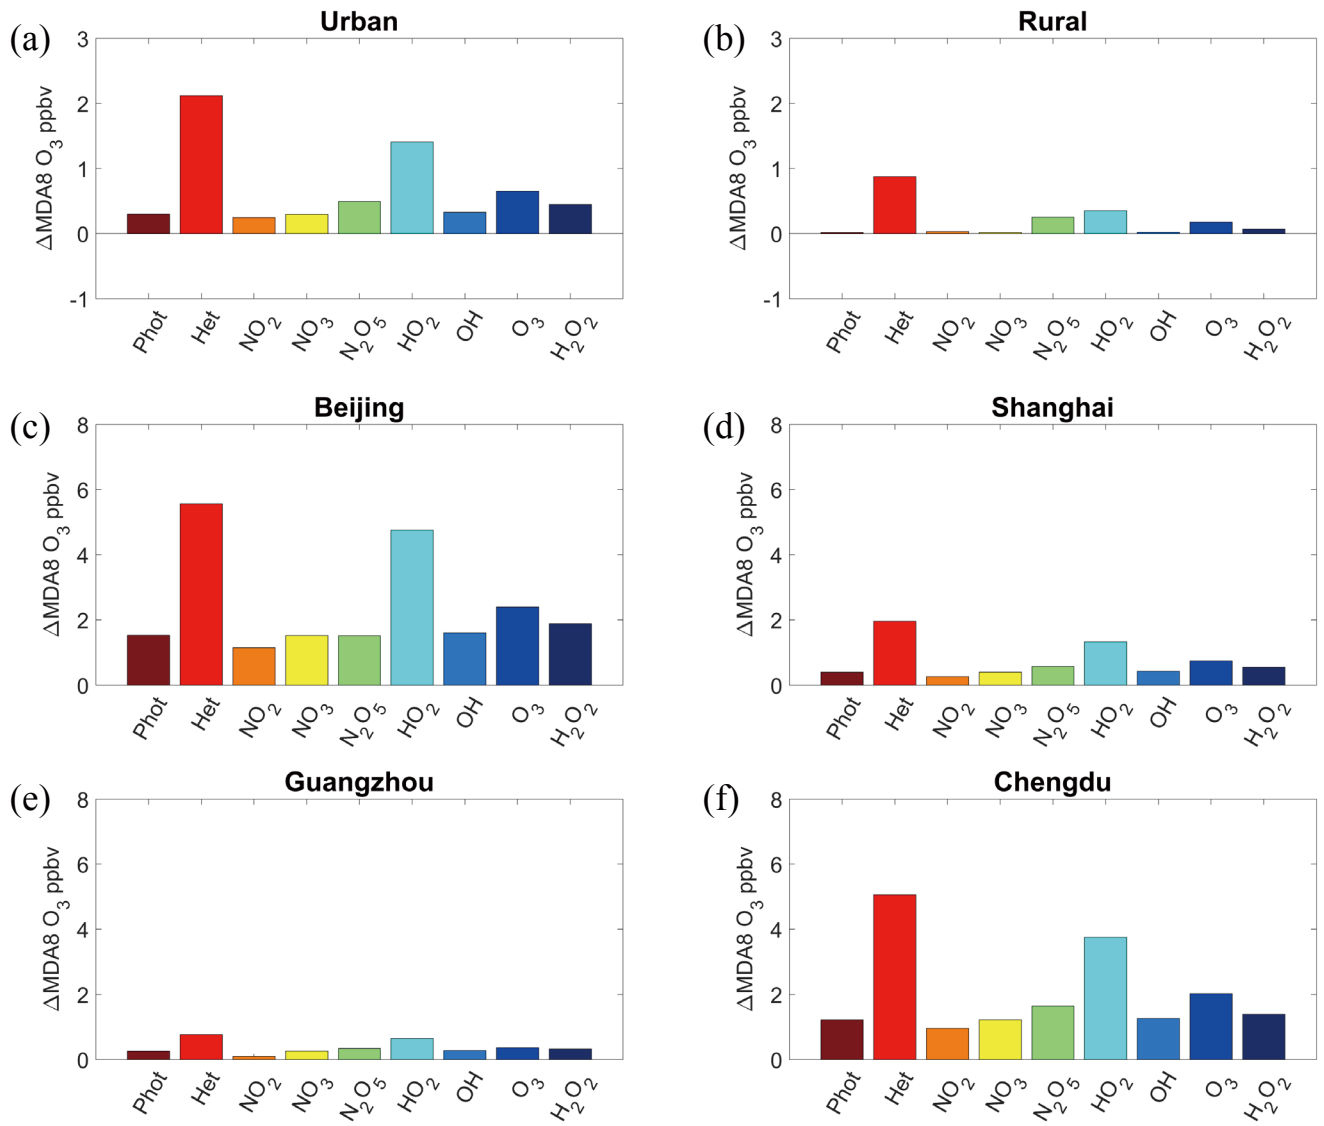 (a)
Urban
3
2
1
0
-1
ΔMDA8 O3 ppbv
Phot Het NO2 NO3 N2O5 HO2 OH O3 H2O2
(b)
Rural
3
2
1
0
-1
ΔMDA8 O3 ppbv
Phot Het NO2 NO3 N2O5 HO2 OH O3 H2O2
(c)
Beijing
8
6
4
2
0
ΔMDA8 O3 ppbv
Phot Het NO2 NO3 N2O5 HO2 OH O3 H2O2
(d)
Shanghai
8
6
4
2
0
ΔMDA8 O3 ppbv
Phot Het NO2 NO3 N2O5 HO2 OH O3 H2O2
(e)
Guangzhou
8
6
4
2
0
ΔMDA8 O3 ppbv
Phot Het NO2 NO3 N2O5 HO2 OH O3 H2O2
(f)
Chengdu
8
6
4
2
0
ΔMDA8 O3 ppbv
Phot Het NO2 NO3 N2O5 HO2 OH O3 H2O2